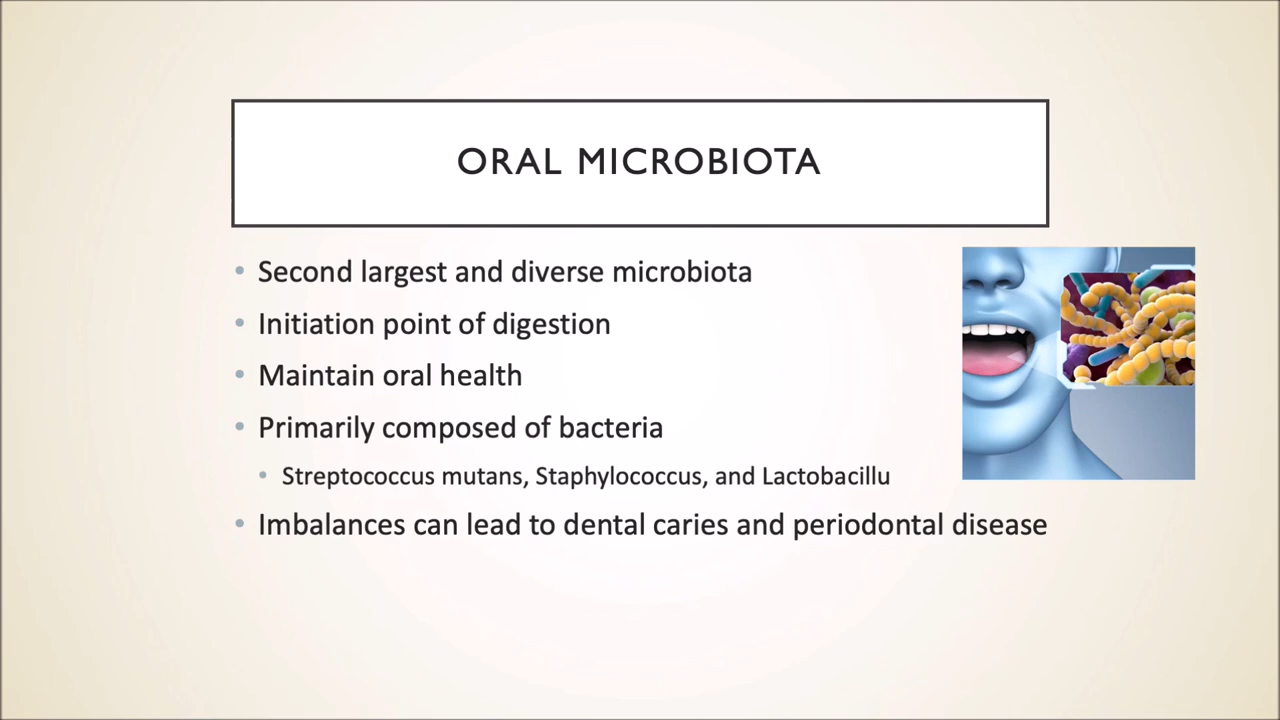 ORAL MICROBIOTA
• Second largest and diverse microbiota
• Initiation point of digestion
• Maintain oral health
• Primarily composed of bacteria
• Streptococcus mutans, Staphylococcus, and Lactobacillu
• Imbalances can lead to dental caries and periodontal disease